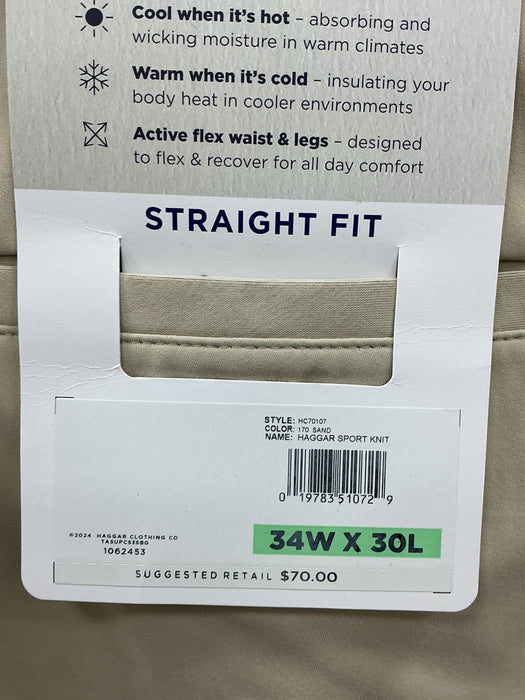 Cool when it's hot – absorbing and
wicking moisture in warm climates
Warm when it's cold – insulating your
body heat in cooler environments
Active flex waist & legs – designed
to flex & recover for all day comfort
STRAIGHT FIT
STYLE: HC70107
COLOR: 170 SAND
NAME: HAGGAR SPORT KNIT
0 19783 51072 9
©2024 HAGGAR CLOTHING CO
TASUPCS35BG
1062453
34W X 30L
SUGGESTED RETAIL $70.00